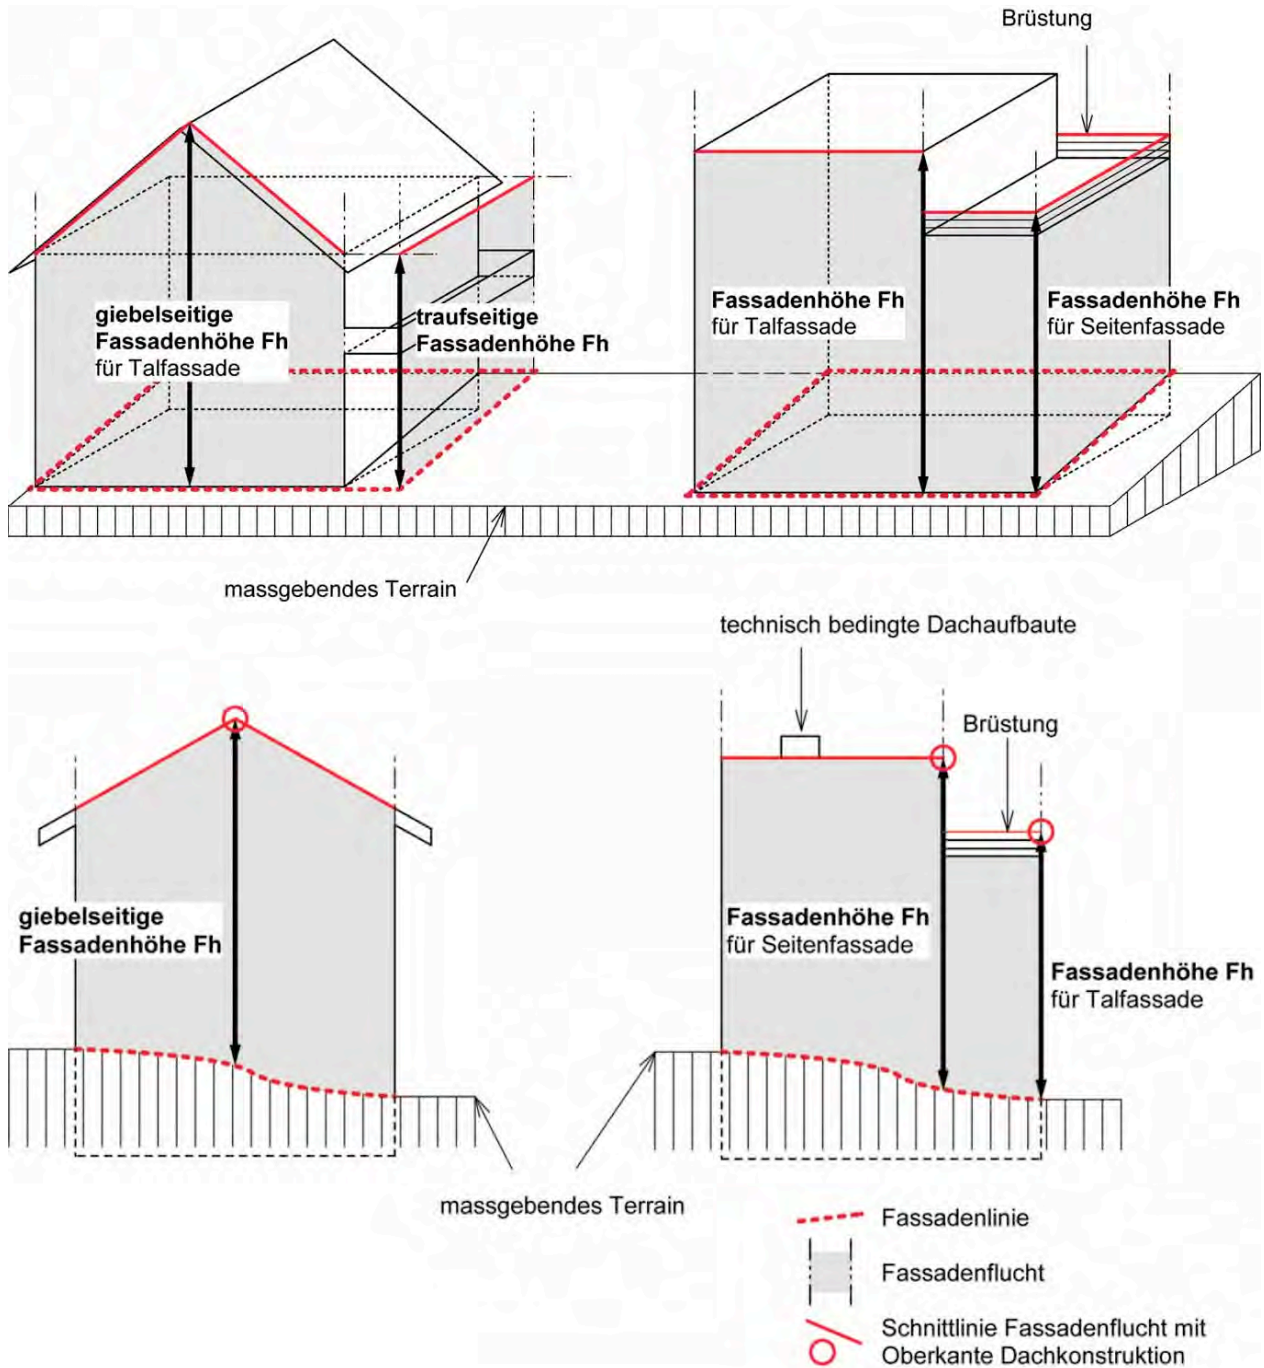 Brüstung
giebelseitige
Fassadenhöhe Fh
für Talfassade
traufseitige
Fassadenhöhe Fh
Fassadenhöhe Fh
für Talfassade
Fassadenhöhe Fh
für Seitenfassade
massgebendes Terrain
technisch bedingte Dachaufbaute
Brüstung
giebelseitige
Fassadenhöhe Fh
Fassadenhöhe Fh
für Seitenfassade
Fassadenhöhe Fh
für Talfassade
massgebendes Terrain
Fassadenlinie
Fassadenflucht
Schnittlinie Fassadenflucht mit
Oberkante Dachkonstruktion